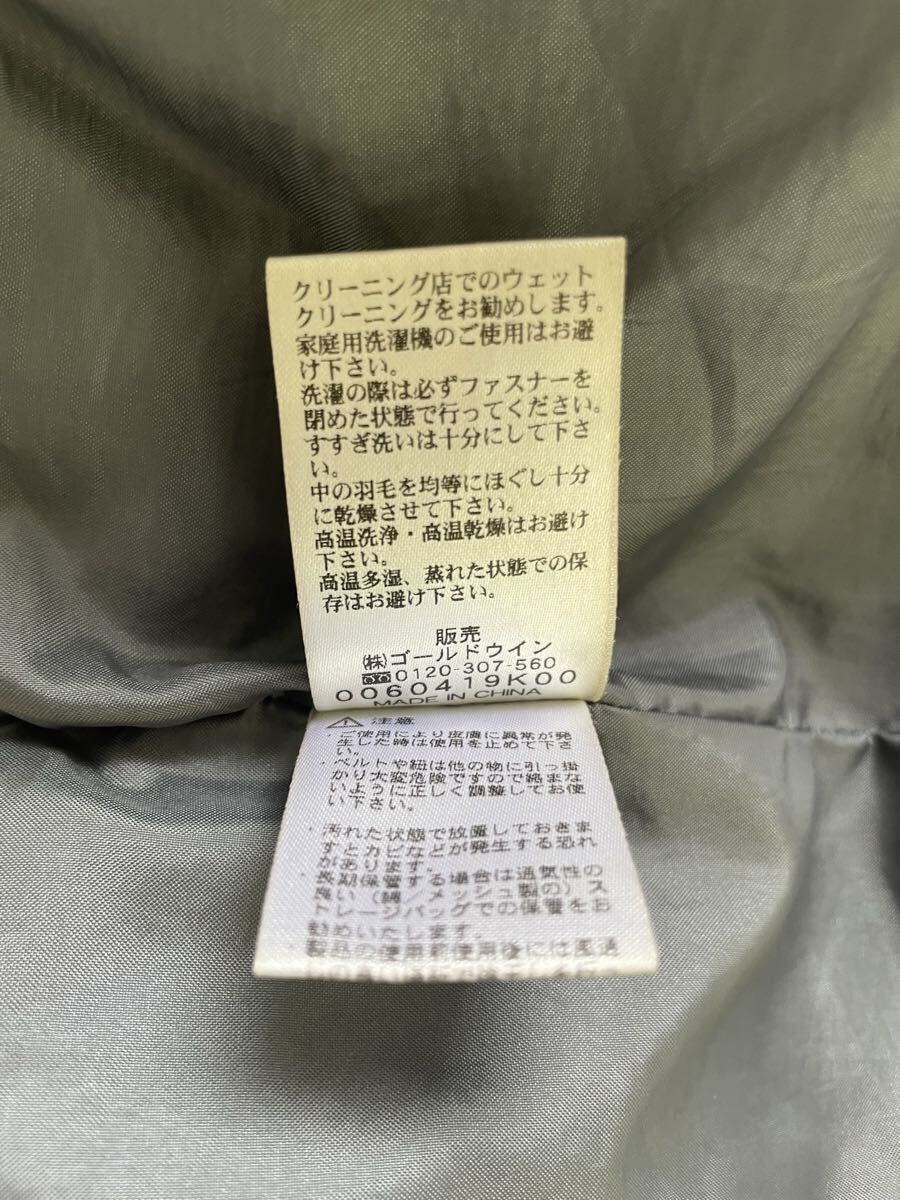 クリーニング店でのウェット
クリーニングをお勧めします。
家庭用洗濯機のご使用はお避
け下さい。
洗濯の際は必ずファスナーを
閉めた状態で行ってください。
すすぎ洗いは十分にして下さ
い。
中の羽毛を均等にほぐし十分
に乾燥させて下さい。
高温洗浄・高温乾燥はお避け
下さい。
高温多湿、蒸れた状態での保
存はお避け下さい。
販売
㈱ゴールドウイン
0120-307-560
0060419K00
MADE IN CHINA
注意
・ご使用により皮膚に異常が発
生した時は使用を止めて下さ
い。
・ベルトや紐は他の物に引っ掛
かり大変危険ですので絡まな
いように正しく調整してお使
い下さい。
・汚れた状態で放置しておきま
すとカビなどが発生する恐れ
があります。
・長期保管する場合は通気性の
良い（綿/メッシュ製の）ス
トレージバッグでの保管をお
勧めいたします。
・製品の使用前使用後には風通